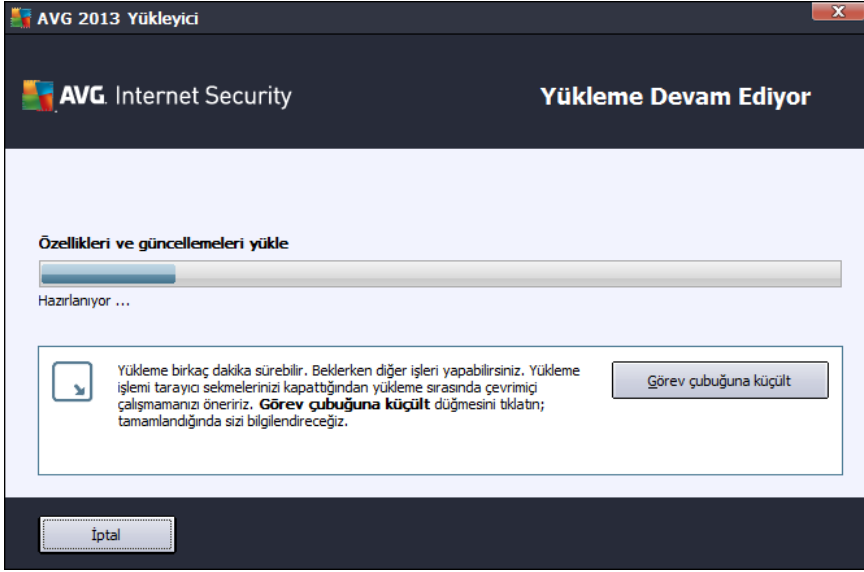 AVG 2013 Yükleyici
AVG. Internet Security
Yükleme Devam Ediyor
Özellikleri ve güncellemeleri yükle
Hazırlanıyor ...
Yükleme birkaç dakika sürebilir. Beklerken diğer işleri yapabilirsiniz. Yükleme
işlemi tarayıcı sekmelerinizi kapattığından yükleme sırasında çevrimiçi
çalışmamanızı öneririz. Görev çubuğuna küçült düğmesini tıklatın;
tamamlandığında sizi bilgilendireceğiz.
Görev çubuğuna küçült
İptal